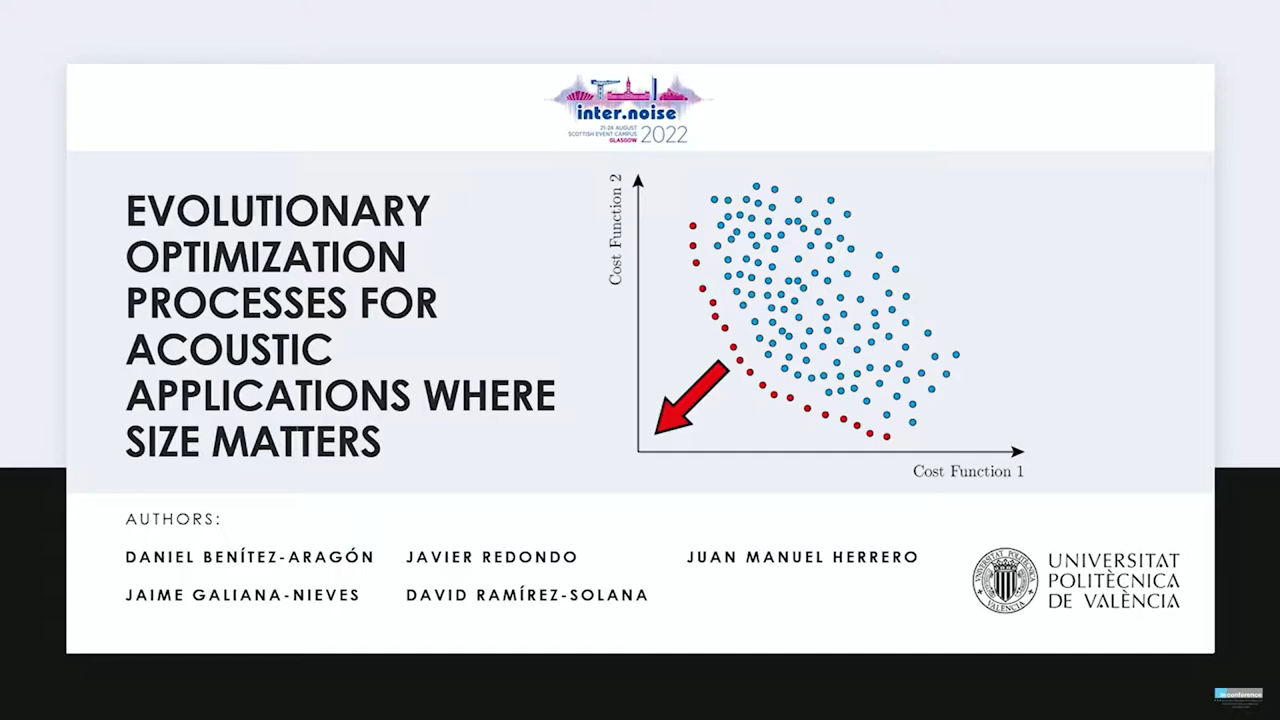 inter.noise
21-24 AUGUST
SCOTTISH EVENT CAMPUS
GLASGOW
2022
EVOLUTIONARY
OPTIMIZATION
PROCESSES FOR
ACOUSTIC
APPLICATIONS WHERE
SIZE MATTERS
Cost Function 2
Cost Function 1
AUTHORS:
DANIEL BENÍTEZ-ARAGÓN
JAVIER REDONDO
JUAN MANUEL HERRERO
JAIME GALIANA-NIEVES
DAVID RAMÍREZ-SOLANA
UNIVERSITAT
POLITÈCNICA
DE VALÈNCIA